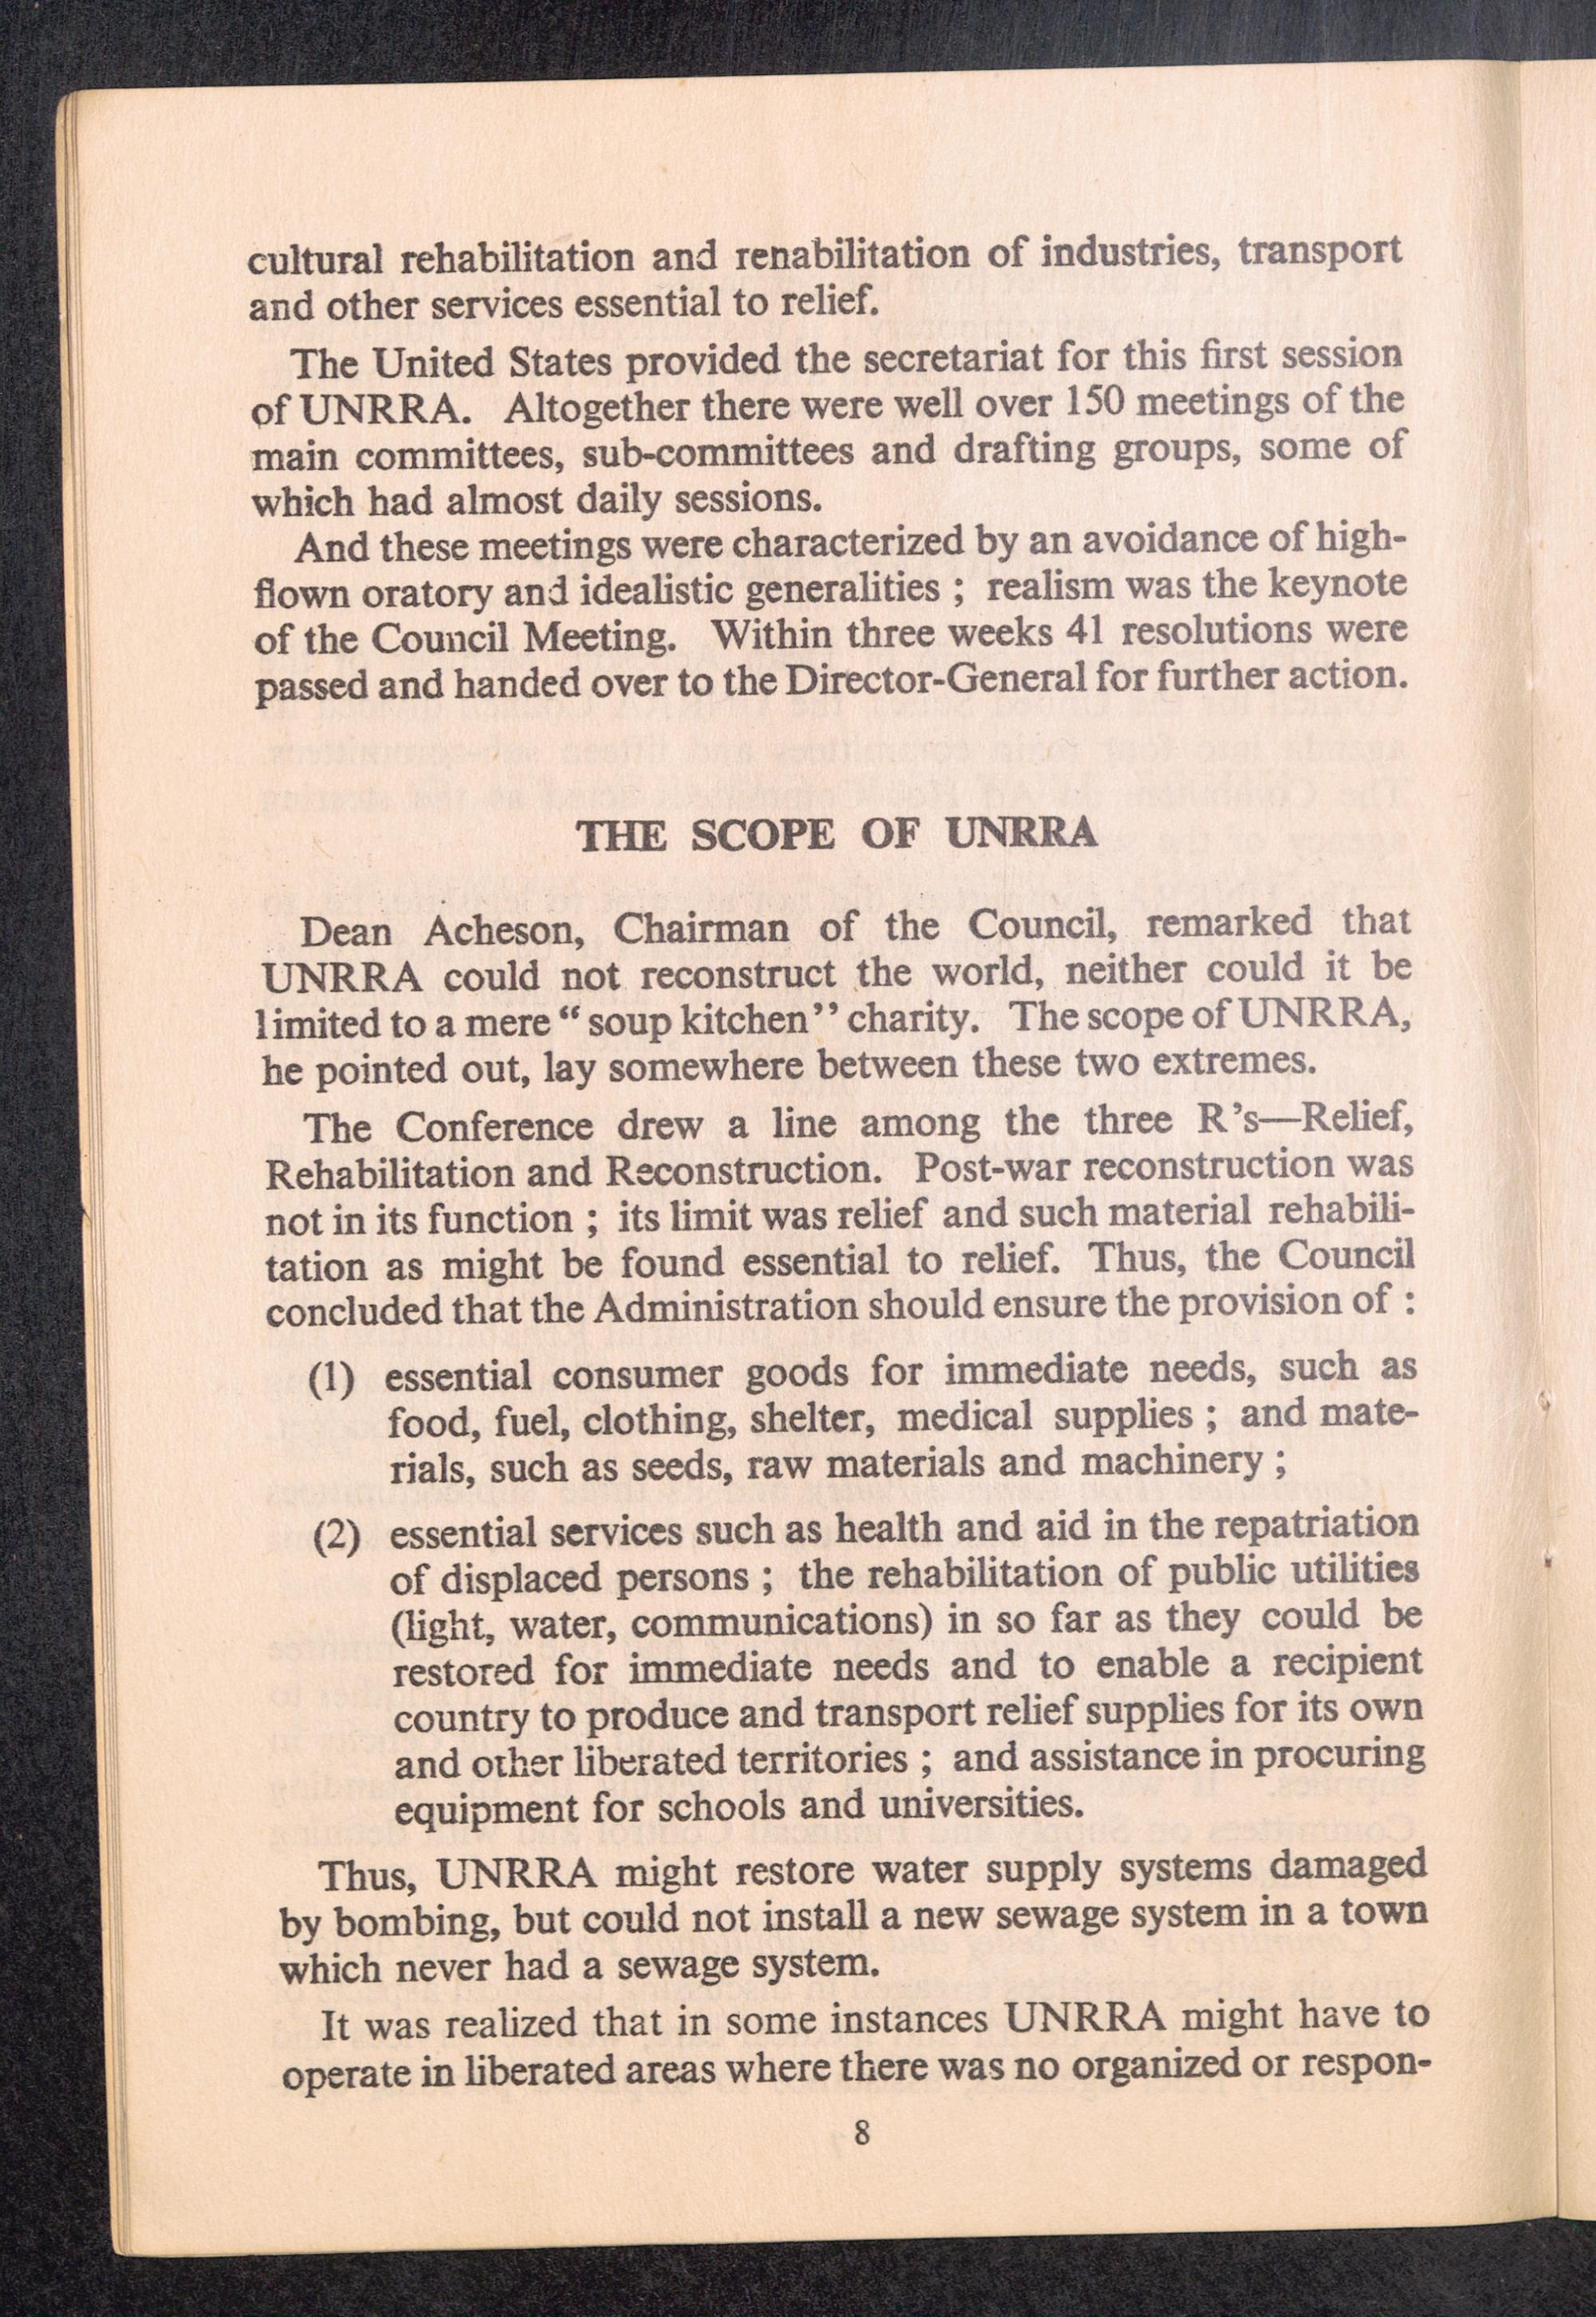 cultural rehabilitation and renabilitation of industries, transport
and other services essential to relief.
The United States provided the secretariat for this first session
of UNRRA. Altogether there were well over 150 meetings of the
main committees, sub-committees and drafting groups, some of
which had almost daily sessions.
And these meetings were characterized by an avoidance of high-
flown oratory and idealistic generalities ; realism was the keynote
of the Council Meeting. Within three weeks 41 resolutions were
passed and handed over to the Director-General for further action.
THE SCOPE OF UNRRA
Dean Acheson, Chairman of the Council, remarked that
UNRRA could not reconstruct the world, neither could it be
limited to a mere “ soup kitchen ” charity. The scope of UNRRA,
he pointed out, lay somewhere between these two extremes.
The Conference drew a line among the three R’s—Relief,
Rehabilitation and Reconstruction. Post-war reconstruction was
not in its function ; its limit was relief and such material rehabili-
tation as might be found essential to relief. Thus, the Council
concluded that the Administration should ensure the provision of :
(1) essential consumer goods for immediate needs, such as
food, fuel, clothing, shelter, medical supplies ; and mate-
rials, such as seeds, raw materials and machinery ;
(2) essential services such as health and aid in the repatriation
of displaced persons ; the rehabilitation of public utilities
(light, water, communications) in so far as they could be
restored for immediate needs and to enable a recipient
country to produce and transport relief supplies for its own
and other liberated territories ; and assistance in procuring
equipment for schools and universities.
Thus, UNRRA might restore water supply systems damaged
by bombing, but could not install a new sewage system in a town
which never had a sewage system.
It was realized that in some instances UNRRA might have to
operate in liberated areas where there was no organized or respon-
8